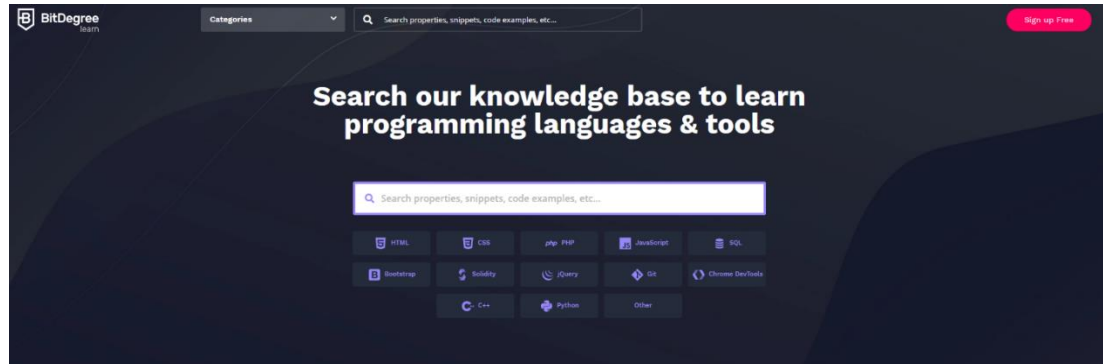 BitDegree
learn
Categories
Search properties, snippets, code examples, etc...
Sign up Free
Search our knowledge base to learn
programming languages & tools
Search properties, snippets, code examples, etc...
HTML
CSS
php PHP
JS JavaScript
SQL
B Bootstrap
Solidity
jQuery
Git
Chrome DevTools
C++
Python
Other